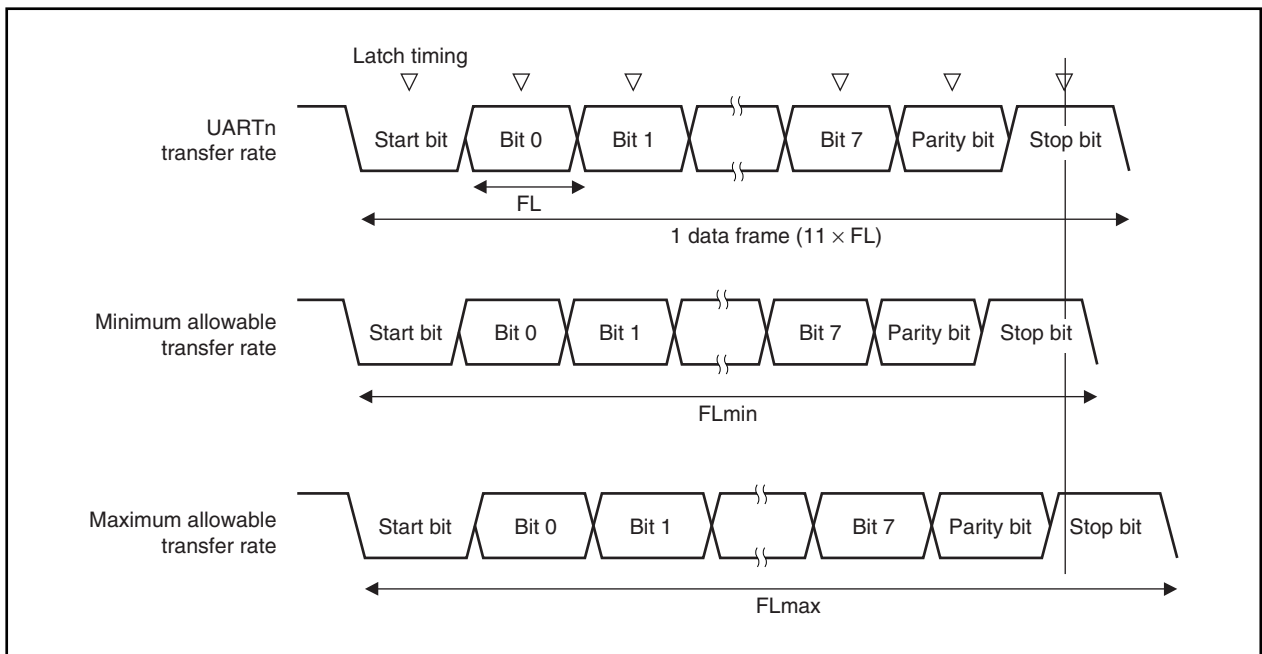 Latch timing
UARTn
transfer rate
Start bit
Bit 0
Bit 1
Bit 7
Parity bit
Stop bit
FL
1 data frame (11 × FL)
Minimum allowable
transfer rate
Start bit
Bit 0
Bit 1
Bit 7
Parity bit
Stop bit
FLmin
Maximum allowable
transfer rate
Start bit
Bit 0
Bit 1
Bit 7
Parity bit
Stop bit
FLmax